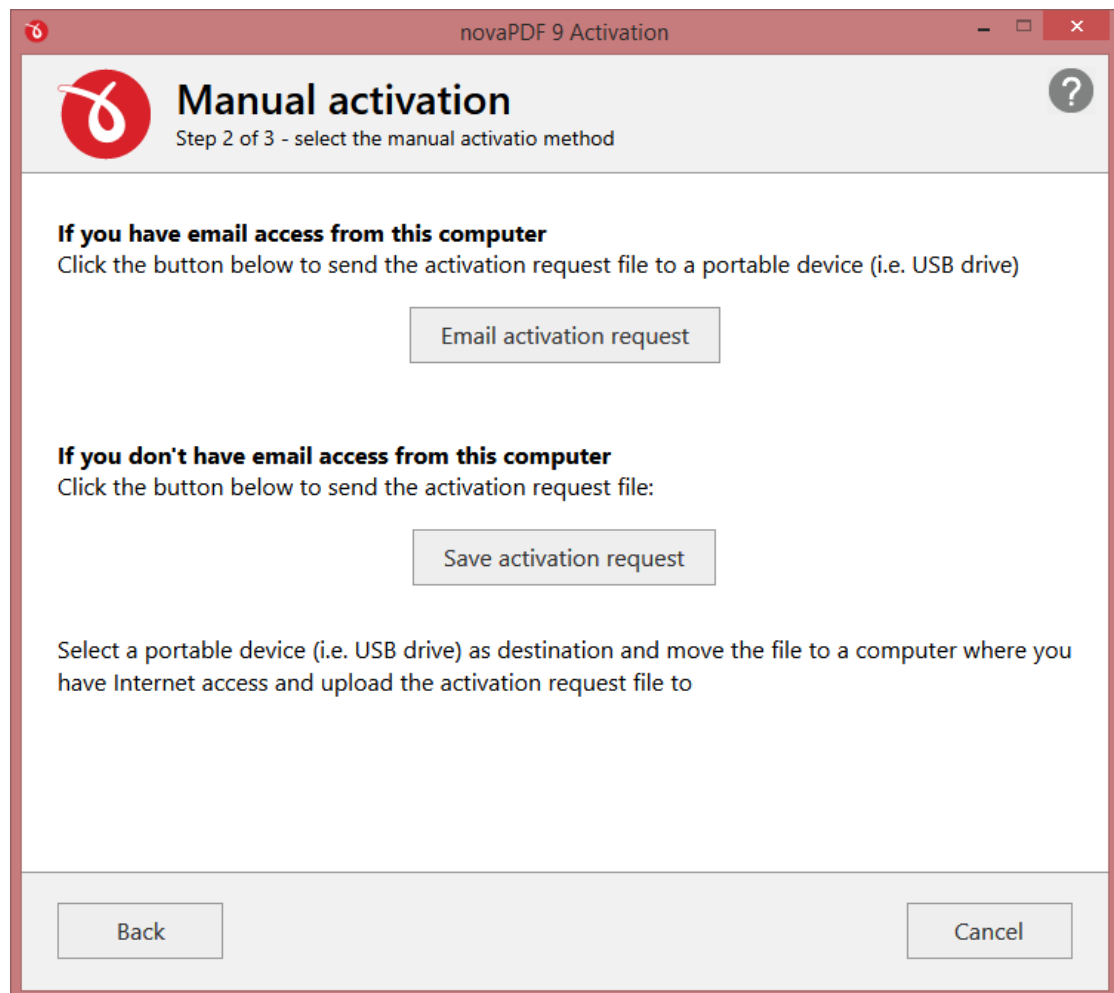 novaPDF 9 Activation
Manual activation
Step 2 of 3 - select the manual activatio method
If you have email access from this computer
Click the button below to send the activation request file to a portable device (i.e. USB drive)
Email activation request
If you don't have email access from this computer
Click the button below to send the activation request file:
Save activation request
Select a portable device (i.e. USB drive) as destination and move the file to a computer where you
have Internet access and upload the activation request file to
Back
Cancel